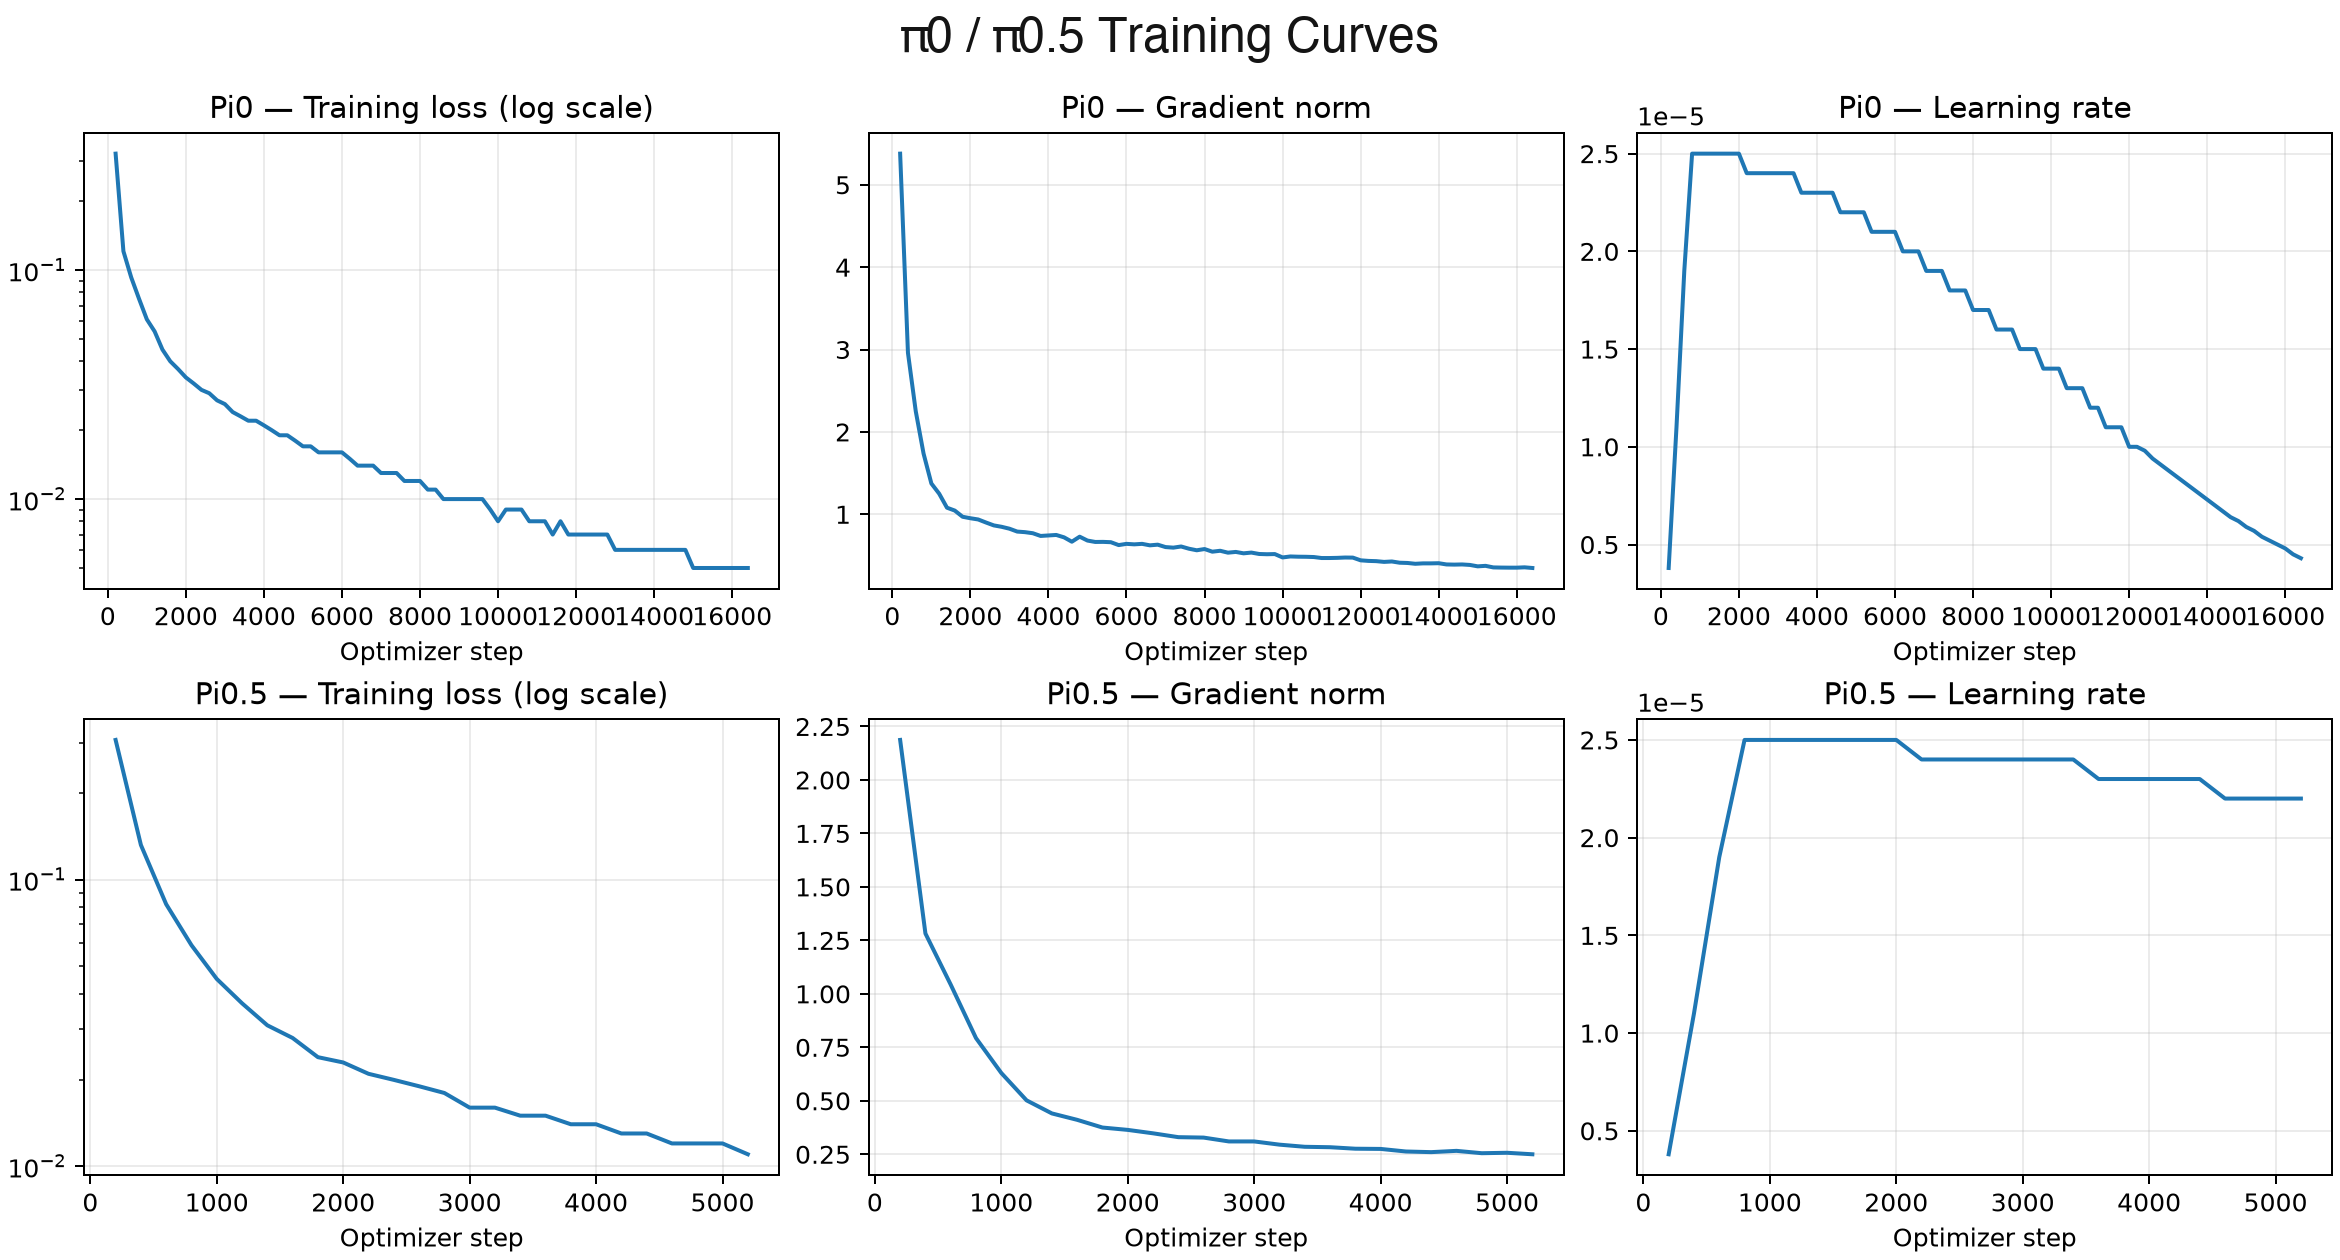 π0 / π0.5 Training Curves
Pi0 — Training loss (log scale)
10⁻¹
10⁻²
0 2000 4000 6000 8000 10000 12000 14000 16000
Optimizer step
Pi0 — Gradient norm
5
4
3
2
1
0 2000 4000 6000 8000 10000 12000 14000 16000
Optimizer step
1e−5
Pi0 — Learning rate
2.5
2.0
1.5
1.0
0.5
0 2000 4000 6000 8000 10000 12000 14000 16000
Optimizer step
Pi0.5 — Training loss (log scale)
10⁻¹
10⁻²
0 1000 2000 3000 4000 5000
Optimizer step
Pi0.5 — Gradient norm
2.25
2.00
1.75
1.50
1.25
1.00
0.75
0.50
0.25
0 1000 2000 3000 4000 5000
Optimizer step
1e−5
Pi0.5 — Learning rate
2.5
2.0
1.5
1.0
0.5
0 1000 2000 3000 4000 5000
Optimizer step